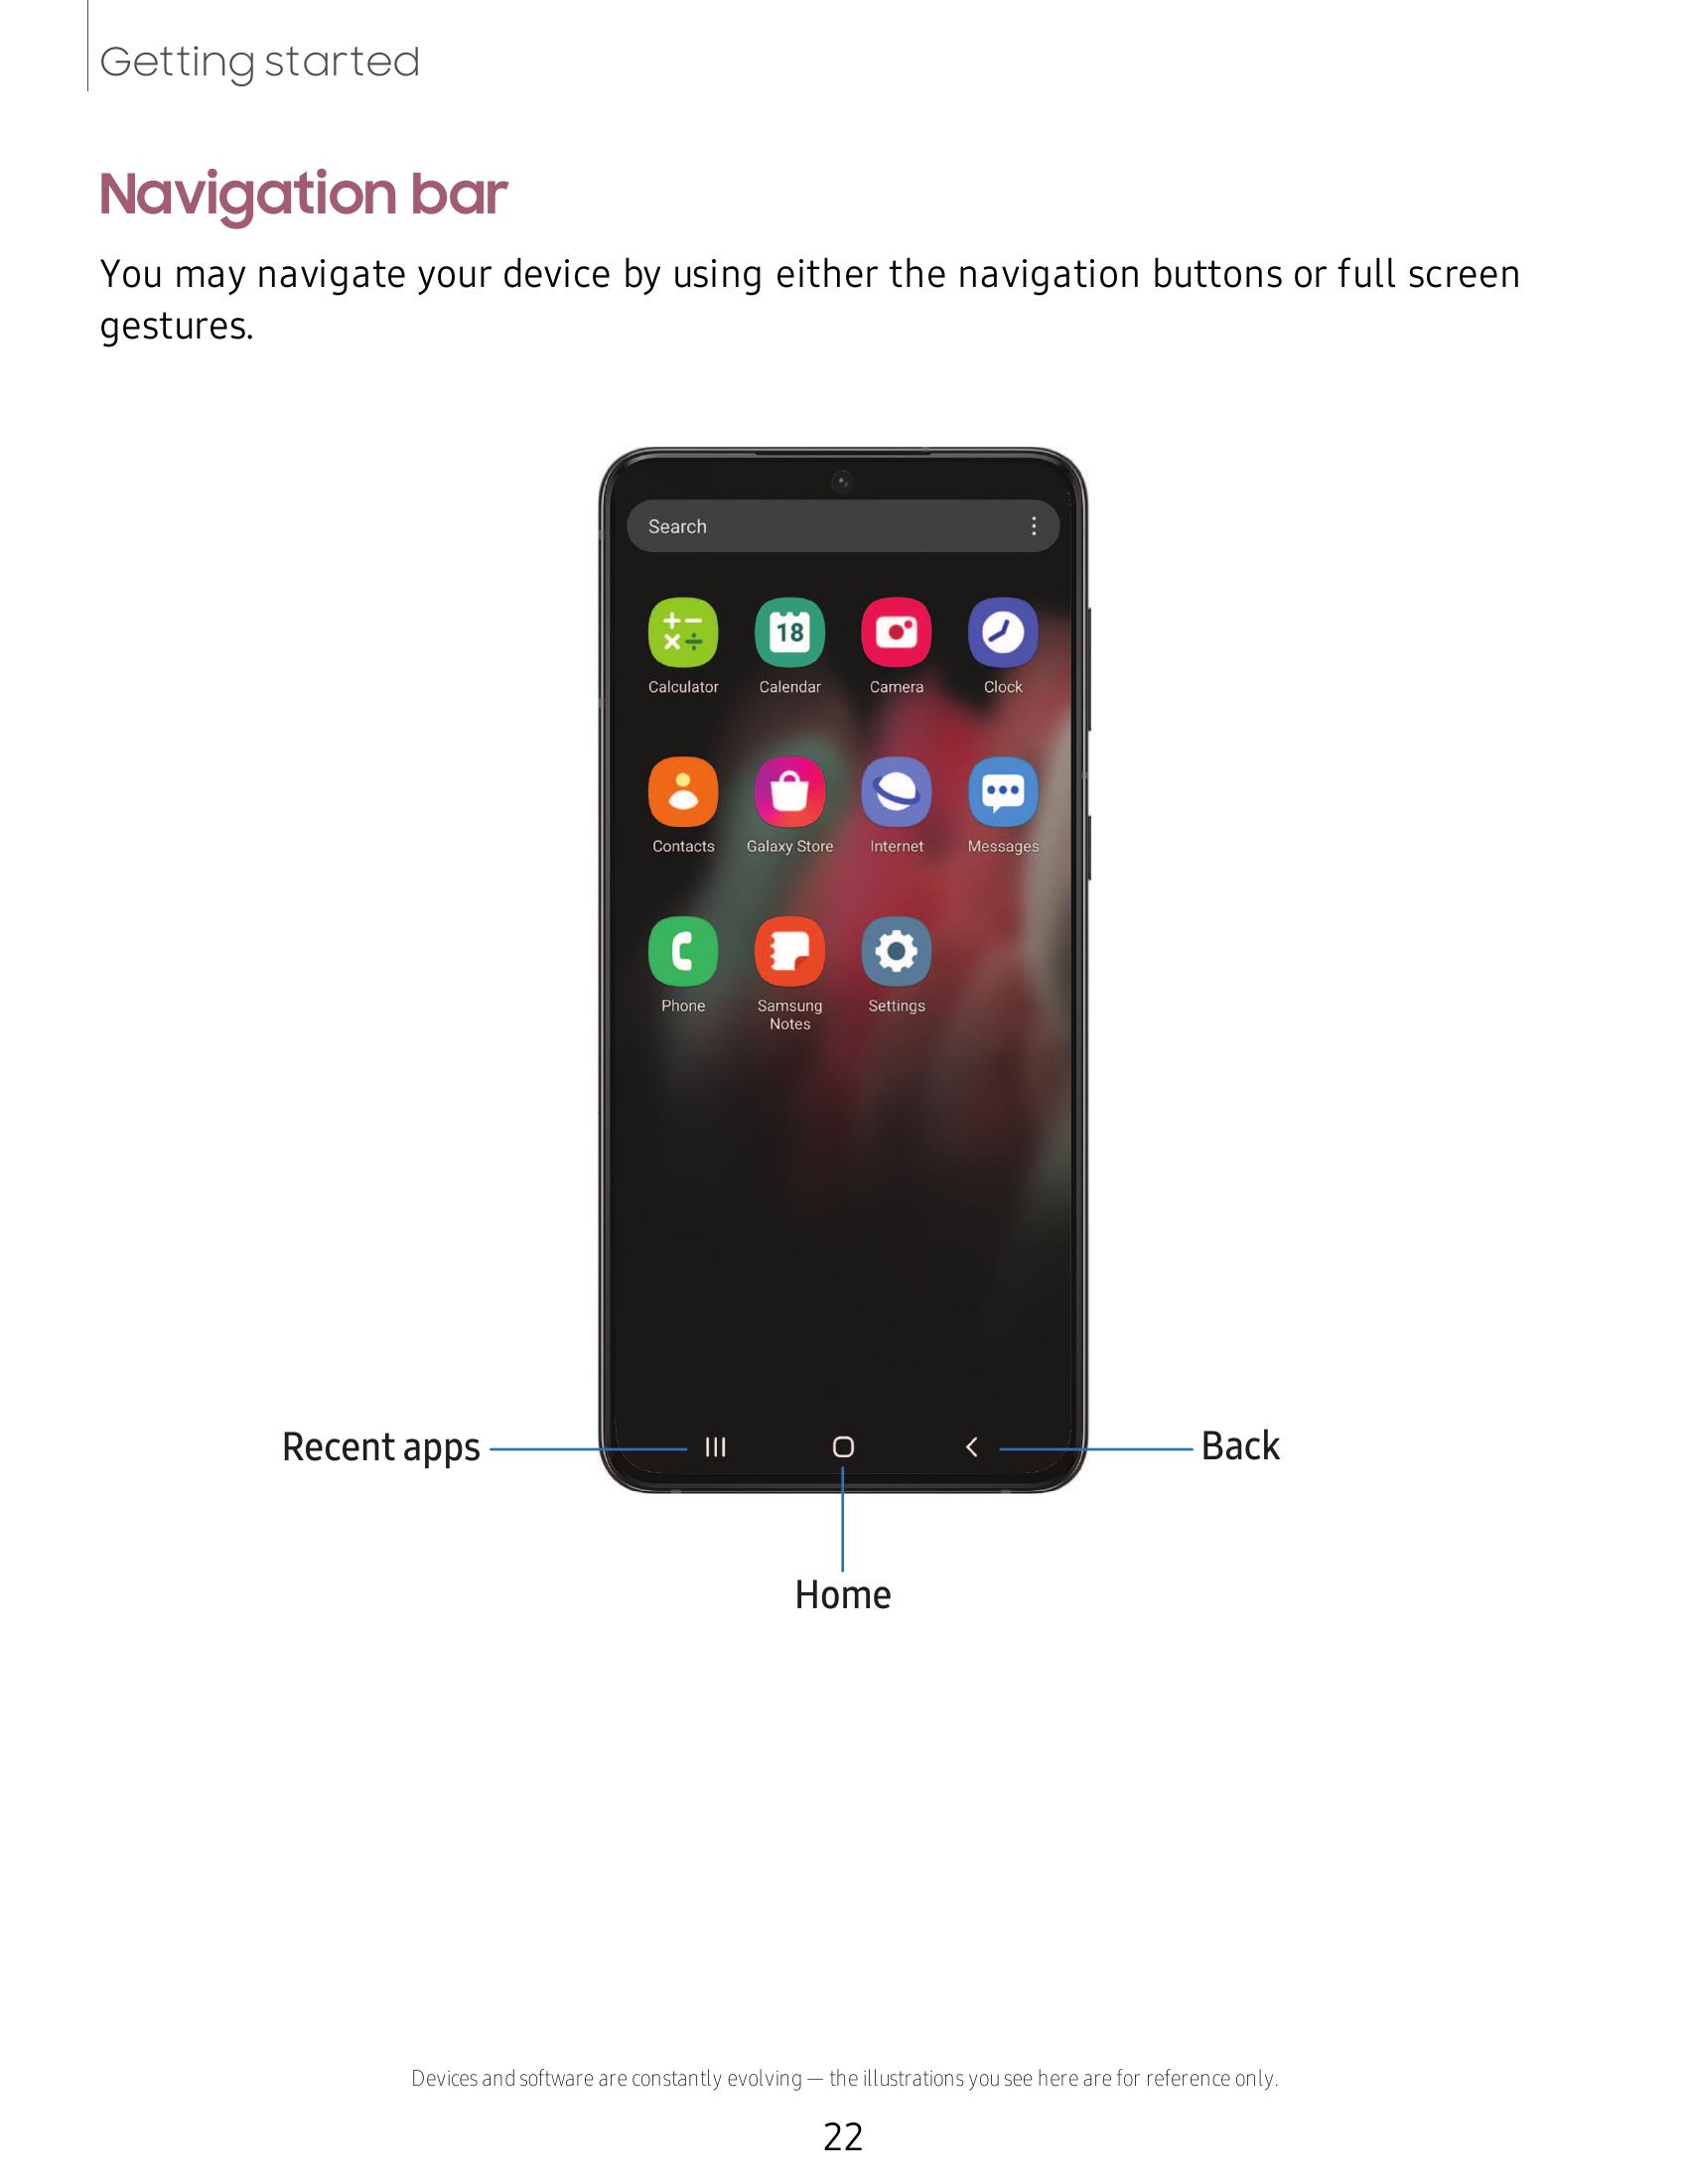 Getting started
Navigation bar
You may navigate your device by using either the navigation buttons or full screen
gestures.
Search
18
Calculator Calendar Camera Clock
Contacts Galaxy Store Internet Messages
Phone Samsung Notes Settings
Recent apps
Back
Home
Devices and software are constantly evolving — the illustrations you see here are for reference only.
22